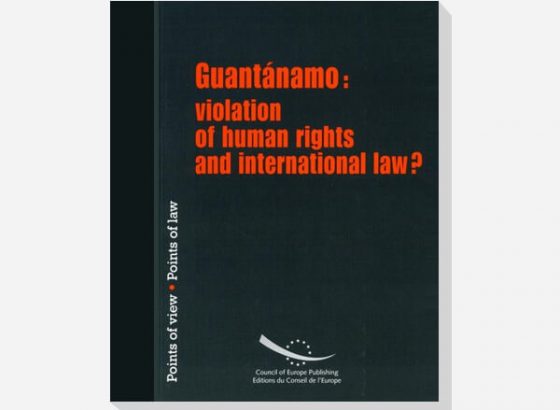 Guantánamo :
violation
of human rights
and international law?
Points of view • Points of law
Council of Europe Publishing
Editions du Conseil de l'Europe